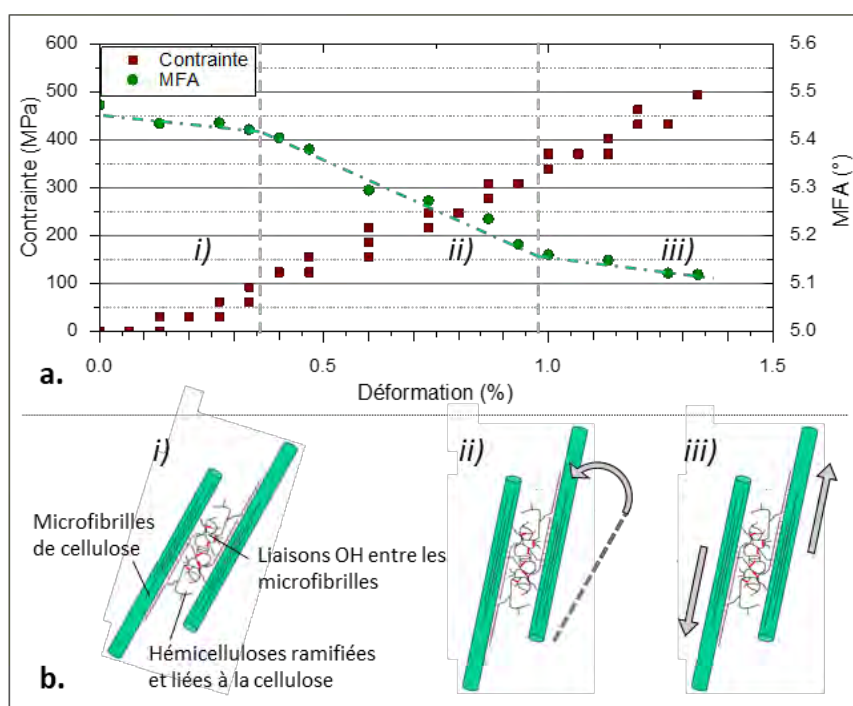 600
500
400
300
200
100
0
Contrainte (MPa)
Contrainte
MFA
5.6
5.5
5.4
5.3
5.2
5.1
5.0
MFA (°)
i)
ii)
iii)
0.0
0.5
1.0
1.5
Déformation (%)
a.
i)
ii)
iii)
Microfibrilles
de cellulose
Liaisons OH entre les
microfibrilles
Hémicelluloses ramifiées
et liées à la cellulose
b.